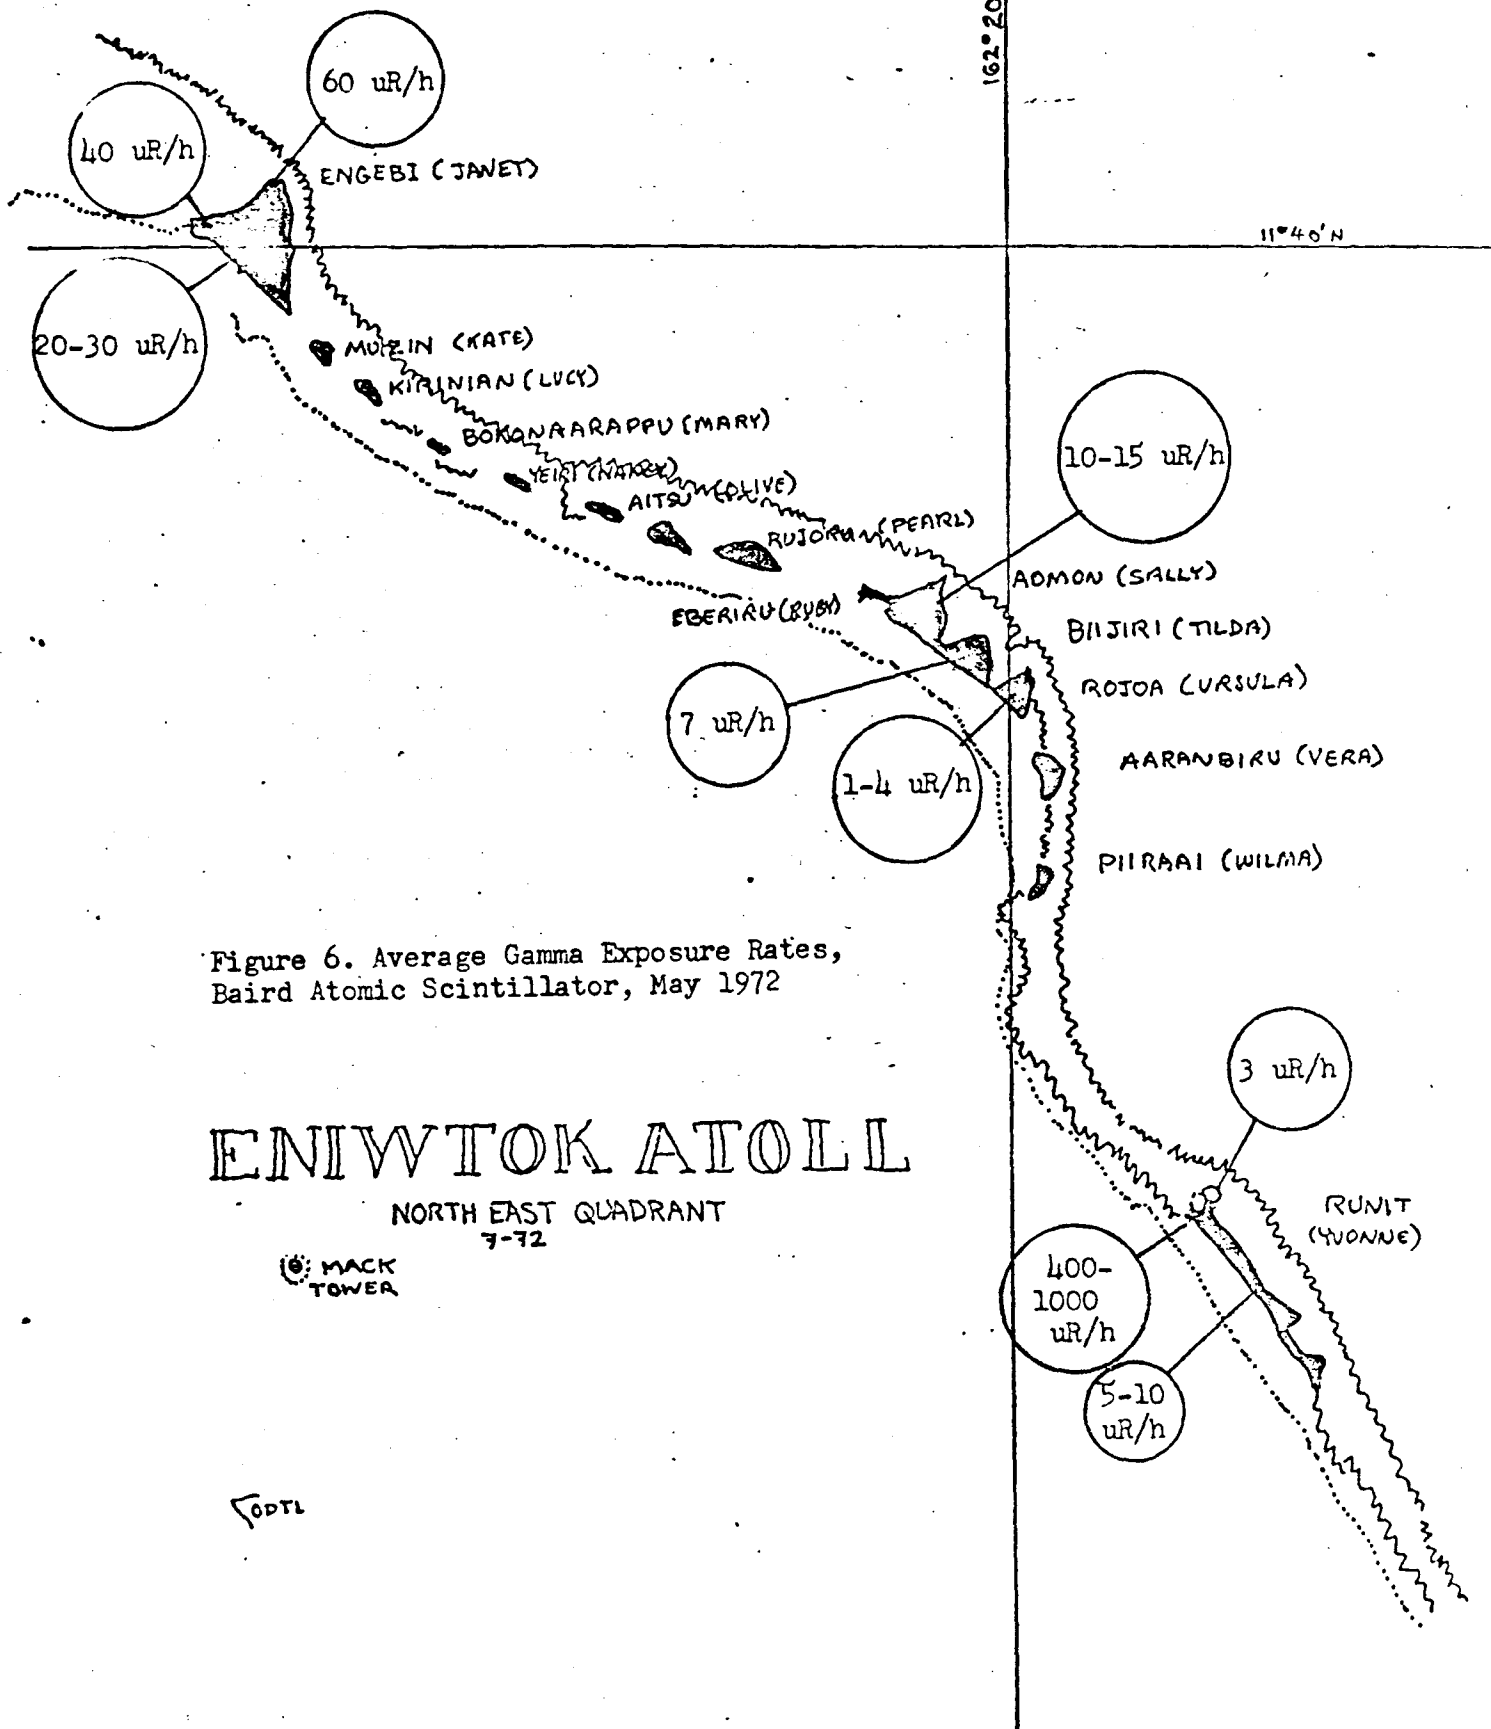 162°20
60 uR/h
40 uR/h
ENGEBI (JANET)
11°40'N
20-30 uR/h
(KATE)
KIRINIAN (LUCY)
BOKONAARAPPU (MARY)
10-15 uR/h
AITSU (OLIVE)
RUJORU (PEARL)
AOMON (SALLY)
EBERIRU (RUBY)
BIIJIRI (TILDA)
ROJOA (URSULA)
7 uR/h
AARANBIRU (VERA)
1-4 uR/h
PIIRAAI (WILMA)
Figure 6. Average Gamma Exposure Rates,
Baird Atomic Scintillator, May 1972
3 uR/h
ENIWTOK ATOLL
NORTH EAST QUADRANT
7-72
RUNIT
(YVONNE)
MACK
TOWER
400-
1000
uR/h
5-10
uR/h
ODTL